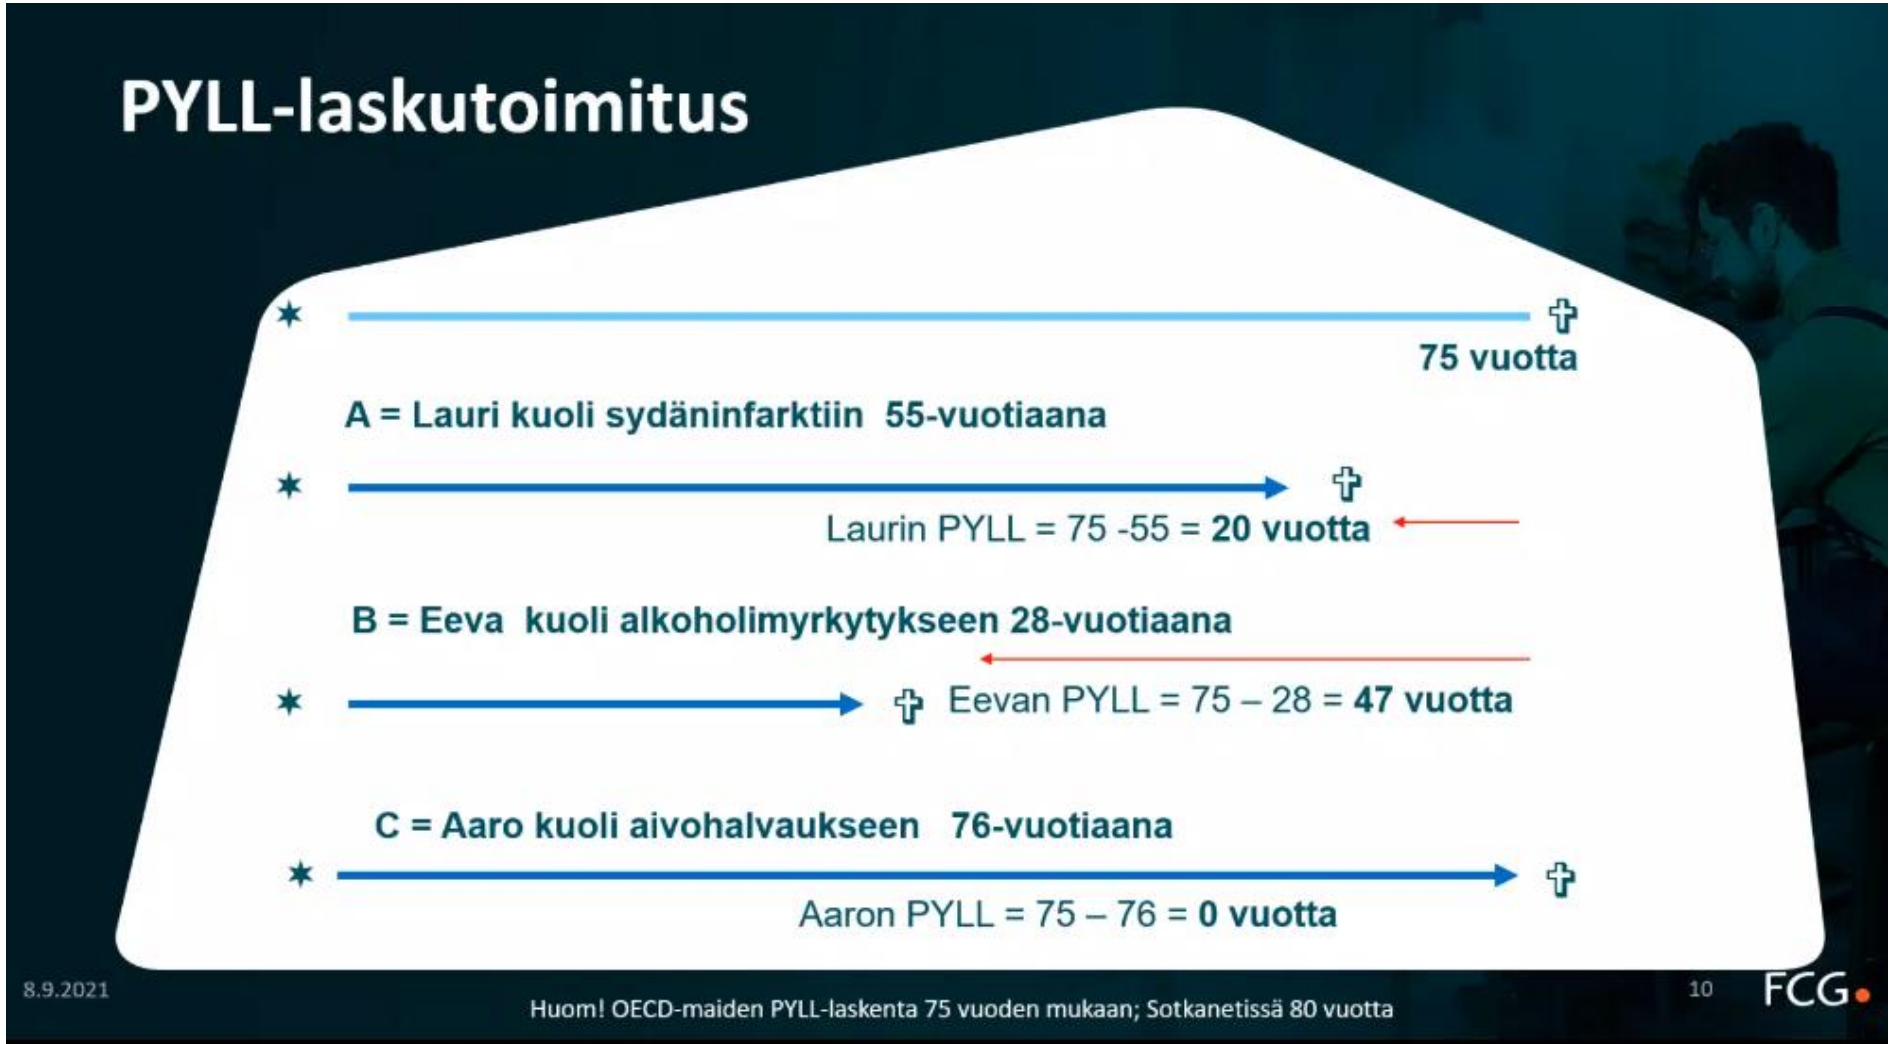 PYLL-laskutoimitus
75 vuotta
A = Lauri kuoli sydäninfarktiin 55-vuotiaana
Laurin PYLL = 75 -55 = 20 vuotta
B = Eeva kuoli alkoholimyrkytykseen 28-vuotiaana
Eevan PYLL = 75 – 28 = 47 vuotta
C = Aaro kuoli aivohalvaukseen 76-vuotiaana
Aaron PYLL = 75 – 76 = 0 vuotta
8.9.2021
Huom! OECD-maiden PYLL-laskenta 75 vuoden mukaan; Sotkanetissä 80 vuotta
10
FCG.